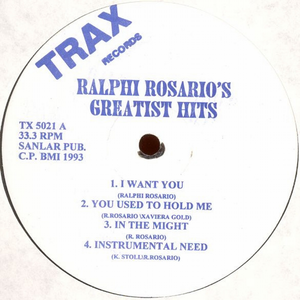 TRAX
RECORDS
RALPHI ROSARIO'S
GREATIST HITS
TX 5021 A
33.3 RPM
SANLAR PUB.
C.P. BMI 1993
1. I WANT YOU
(RALPHI ROSARIO)
2. YOU USED TO HOLD ME
(R.ROSARIO \XAVIERA GOLD)
3. IN THE MIGHT
(R. ROSARIO)
4. INSTRUMENTAL NEED
(K. STOLL\R.ROSARIO)